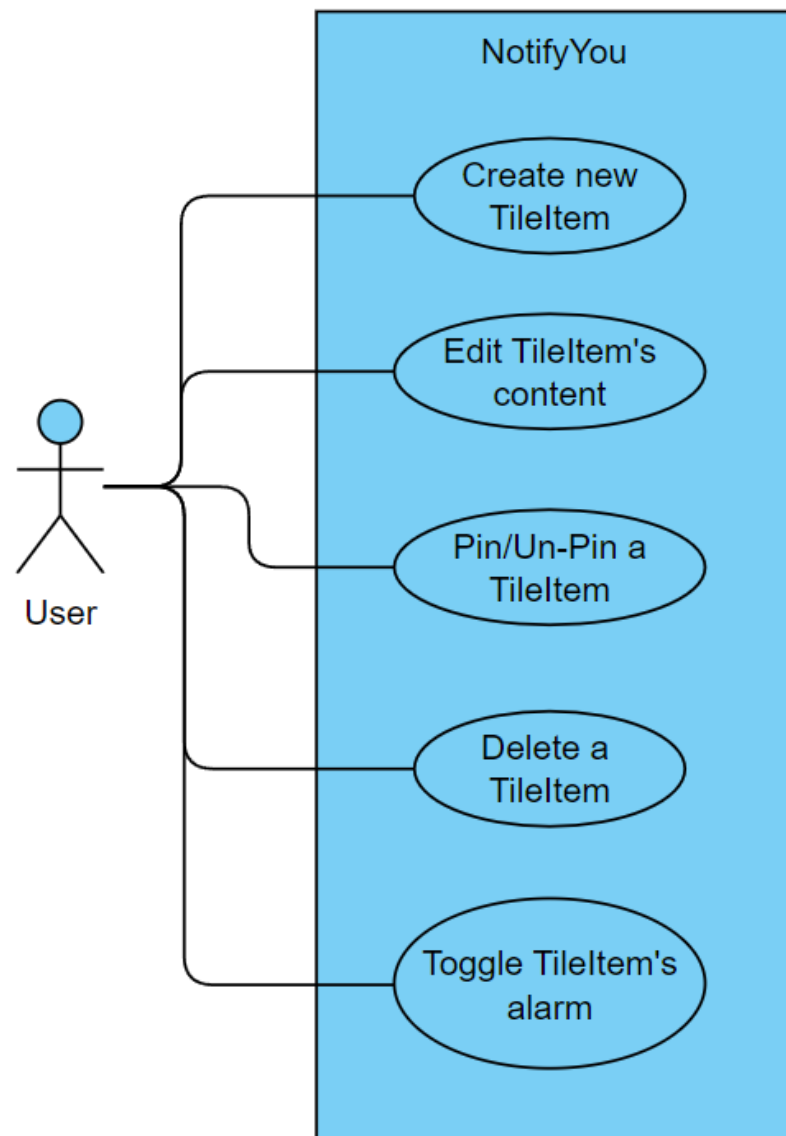 NotifyYou
Create new
TileItem
Edit TileItem's
content
Pin/Un-Pin a
TileItem
User
Delete a
TileItem
Toggle TileItem's
alarm